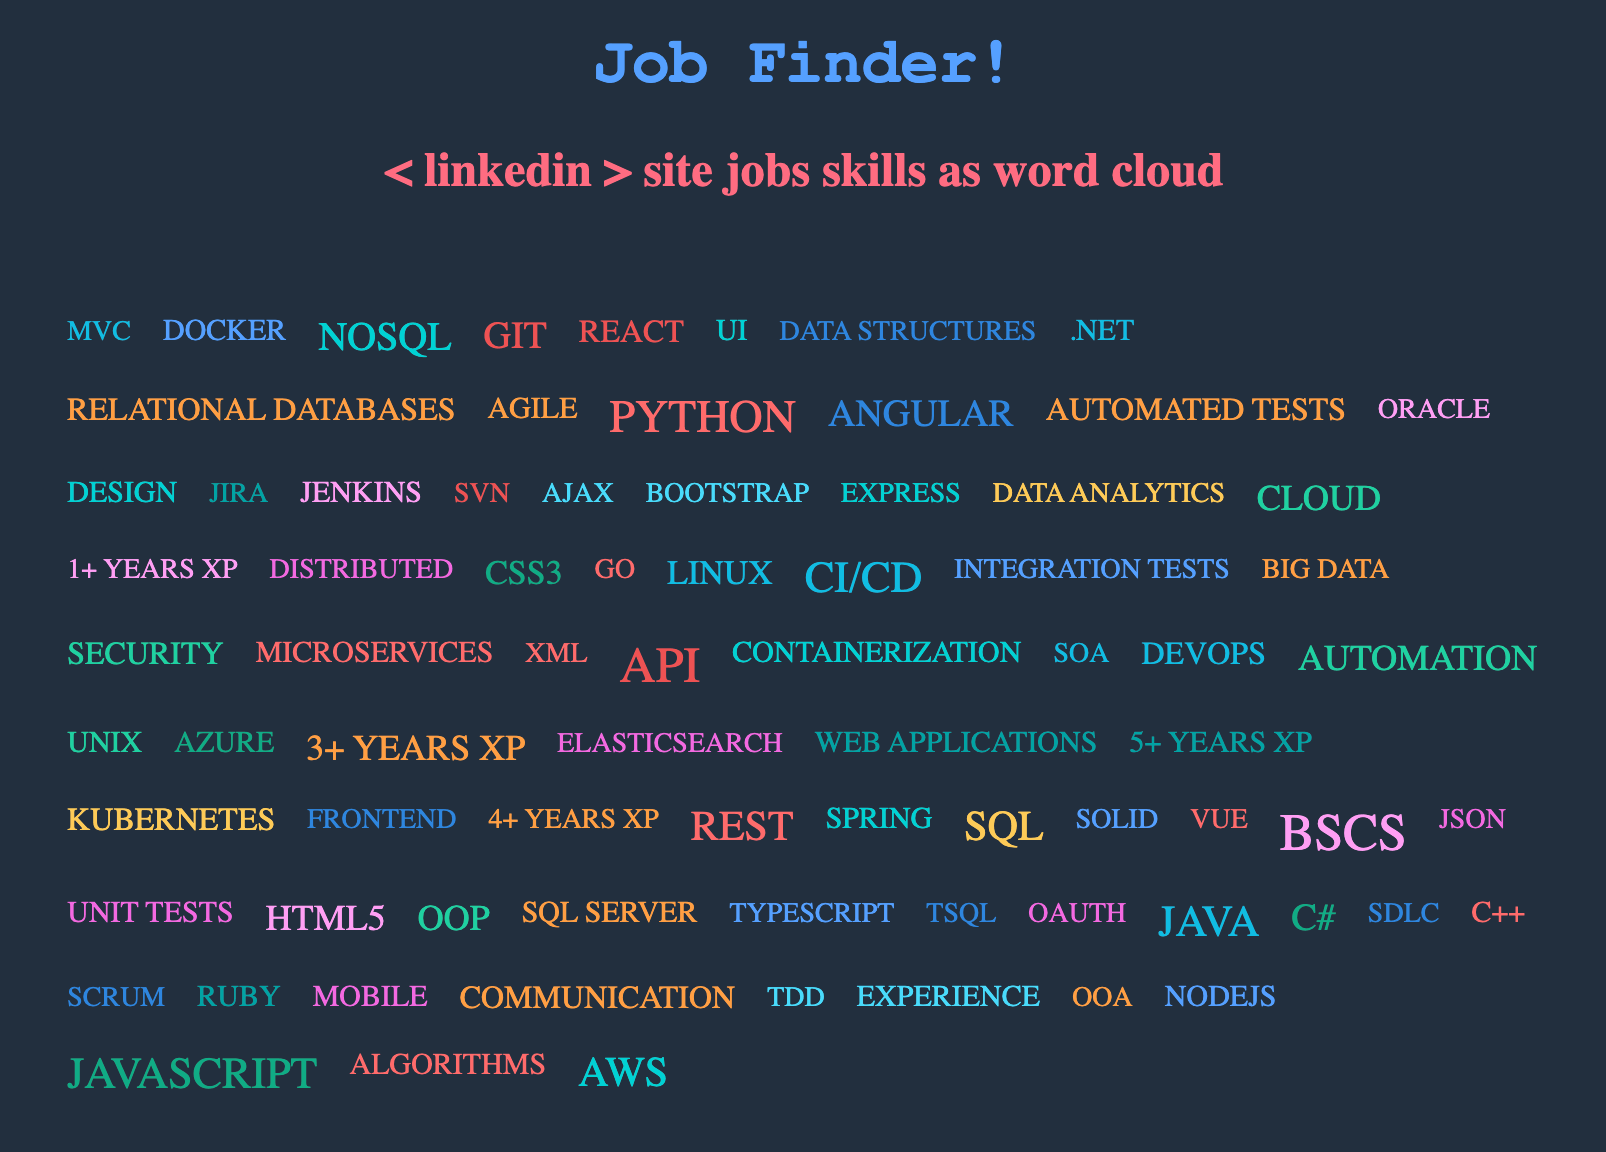 Job Finder!
< linkedin > site jobs skills as word cloud
MVC DOCKER NOSQL GIT REACT UI DATA STRUCTURES .NET
RELATIONAL DATABASES AGILE PYTHON ANGULAR AUTOMATED TESTS ORACLE
DESIGN JIRA JENKINS SVN AJAX BOOTSTRAP EXPRESS DATA ANALYTICS CLOUD
1+ YEARS XP DISTRIBUTED CSS3 GO LINUX CI/CD INTEGRATION TESTS BIG DATA
SECURITY MICROSERVICES XML API CONTAINERIZATION SOA DEVOPS AUTOMATION
UNIX AZURE 3+ YEARS XP ELASTICSEARCH WEB APPLICATIONS 5+ YEARS XP
KUBERNETES FRONTEND 4+ YEARS XP REST SPRING SQL SOLID VUE BSCS JSON
UNIT TESTS HTML5 OOP SQL SERVER TYPESCRIPT TSQL OAUTH JAVA C# SDLC C++
SCRUM RUBY MOBILE COMMUNICATION TDD EXPERIENCE OOA NODEJS
JAVASCRIPT ALGORITHMS AWS